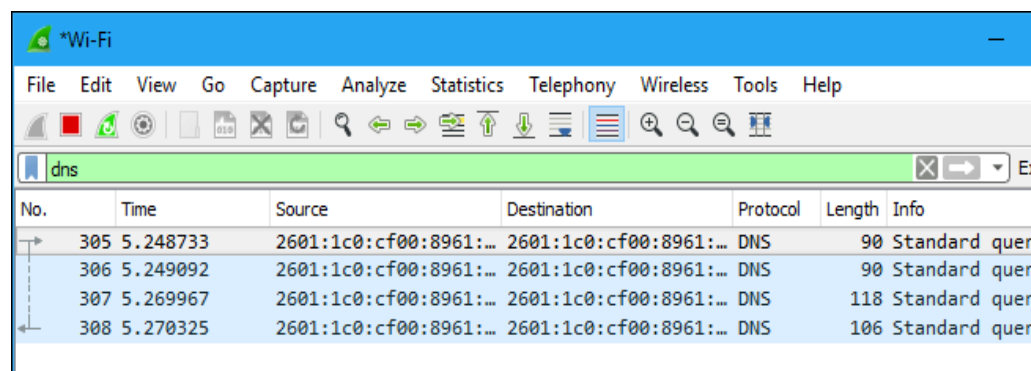 *Wi-Fi
File Edit View Go Capture Analyze Statistics Telephony Wireless Tools Help
dns
No. Time Source Destination Protocol Length Info
305 5.248733 2601:1c0:cf00:8961:… 2601:1c0:cf00:8961:… DNS 90 Standard quer
306 5.249092 2601:1c0:cf00:8961:… 2601:1c0:cf00:8961:… DNS 90 Standard quer
307 5.269967 2601:1c0:cf00:8961:… 2601:1c0:cf00:8961:… DNS 118 Standard quer
308 5.270325 2601:1c0:cf00:8961:… 2601:1c0:cf00:8961:… DNS 106 Standard quer